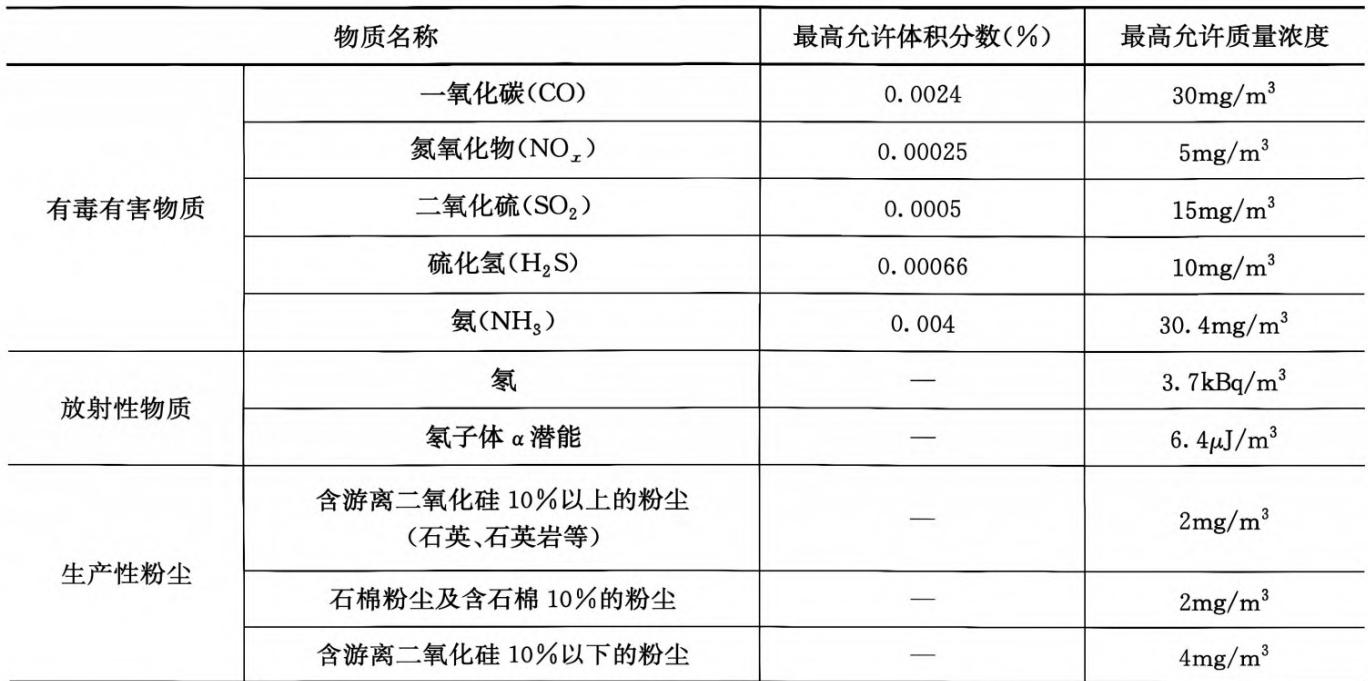 物质名称 最高允许体积分数(%) 最高允许质量浓度
有毒有害物质 一氧化碳(CO) 0.0024 30mg/m³
氮氧化物(NOₓ) 0.00025 5mg/m³
二氧化硫(SO₂) 0.0005 15mg/m³
硫化氢(H₂S) 0.00066 10mg/m³
氨(NH₃) 0.004 30.4mg/m³
放射性物质 氡 — 3.7kBq/m³
氡子体 α 潜能 — 6.4μJ/m³
生产性粉尘 含游离二氧化硅 10%以上的粉尘
(石英、石英岩等) — 2mg/m³
石棉粉尘及含石棉 10%的粉尘 — 2mg/m³
含游离二氧化硅 10%以下的粉尘 — 4mg/m³